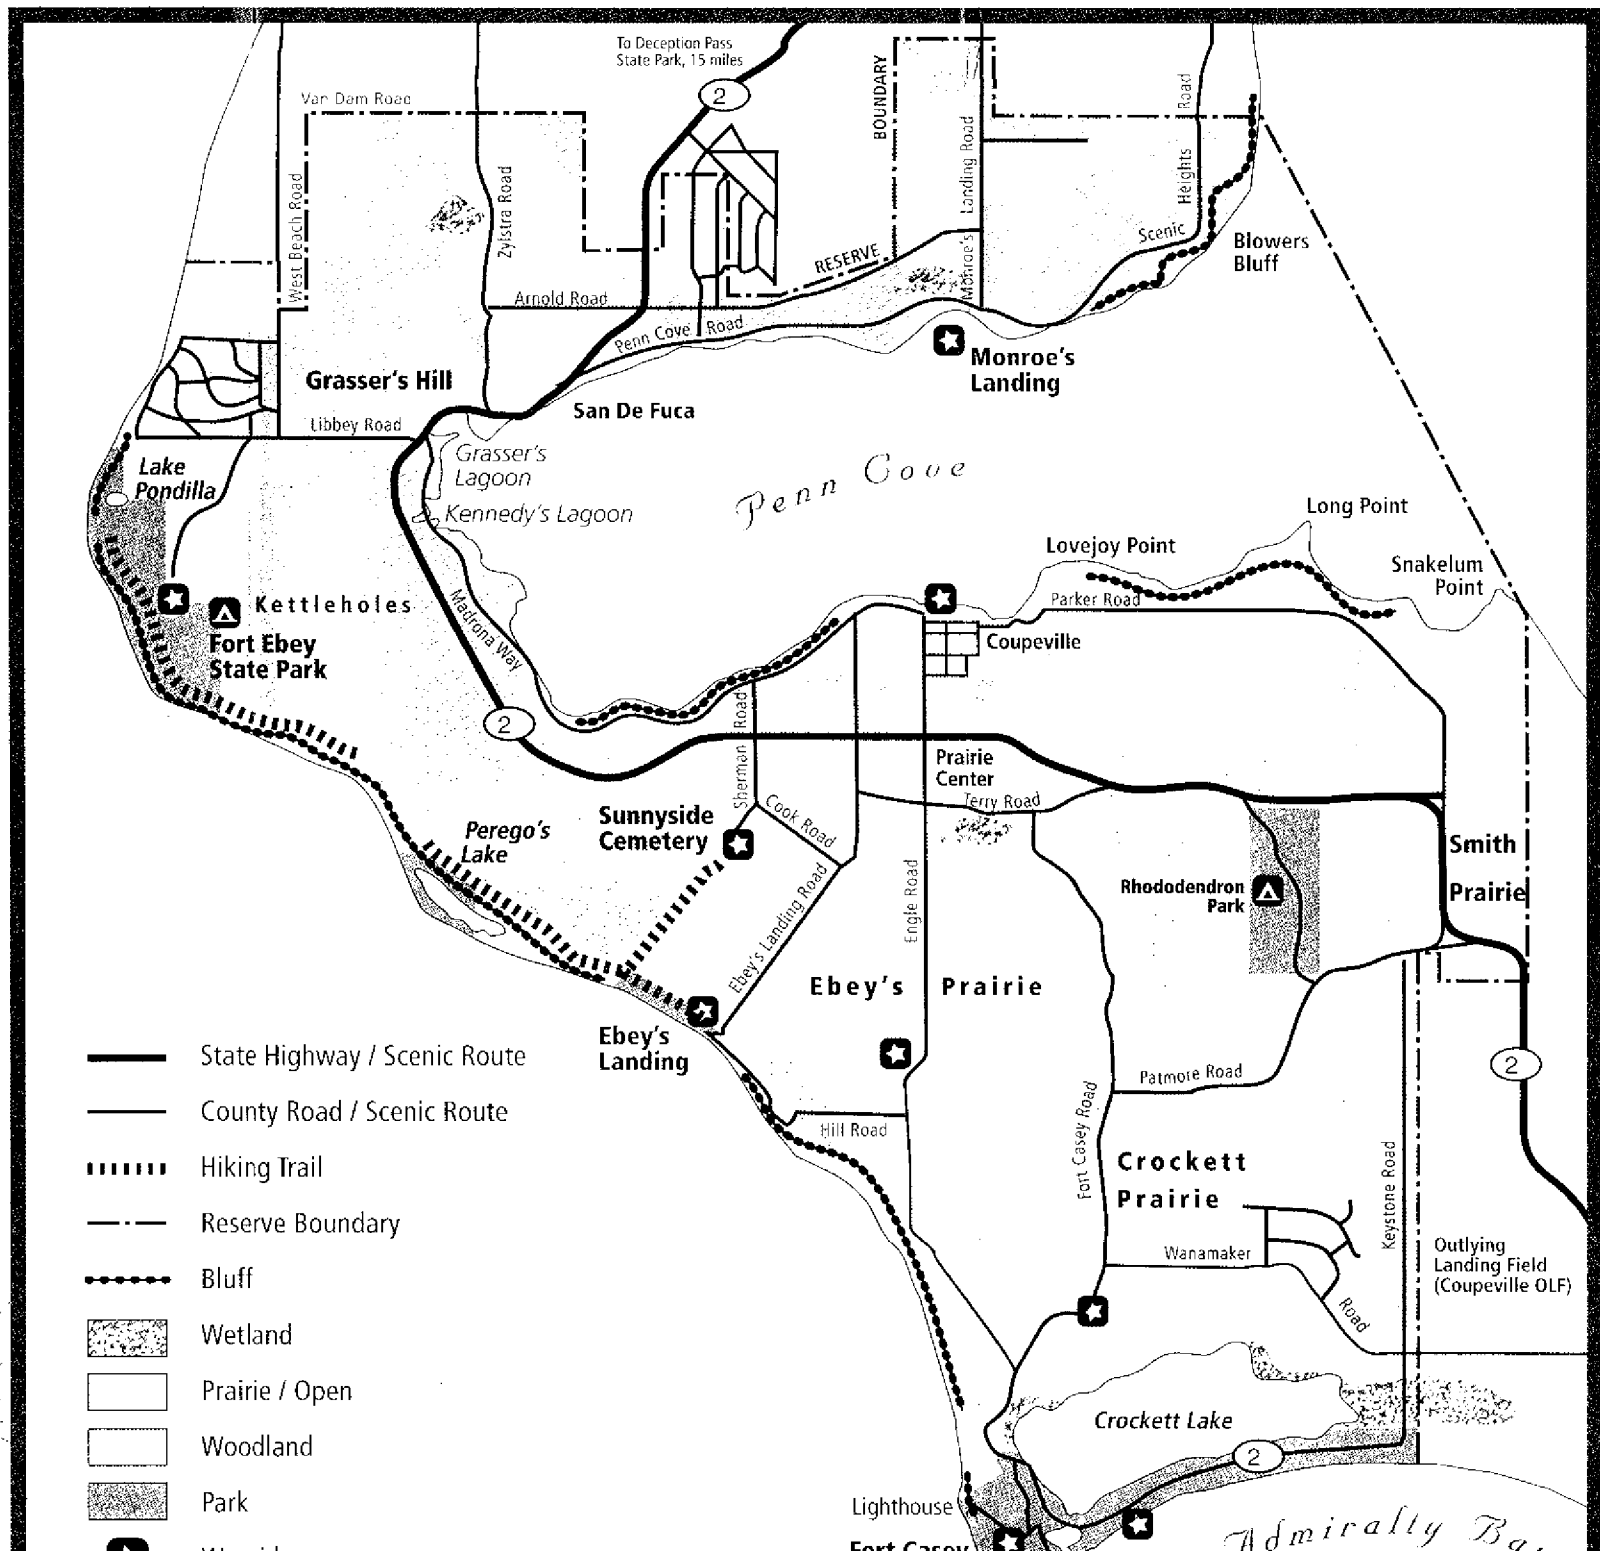 To Deception Pass
State Park, 15 miles
2
BOUNDARY
Van Dam Road
West Beach Road
Zylstra Road
Landing Road
Monroe's
Heights Road
Scenic
Blowers
Bluff
RESERVE
Arnold Road
Penn Cove Road
Monroe's
Landing
Grasser's Hill
San De Fuca
Libbey Road
Grasser's
Lagoon
Kennedy's Lagoon
Lake
Pondilla
Penn Cove
Long Point
Lovejoy Point
Snakelum
Point
Parker Road
Kettleholes
Fort Ebey
State Park
Madrona Way
Coupeville
2
Sherman Road
Prairie
Center
Terry Road
Sunnyside
Cemetery
Cook Road
Perego's
Lake
Ebey's Landing Road
Engle Road
Rhododendron
Park
Smith
Prairie
Ebey's Prairie
Ebey's
Landing
2
Patmore Road
Hill Road
Fort Casey Road
Crockett
Prairie
Keystone Road
Wanamaker
Road
Outlying
Landing Field
(Coupeville OLF)
Crockett Lake
2
Lighthouse
Fort Casey
Admiralty
State Highway / Scenic Route
County Road / Scenic Route
Hiking Trail
Reserve Boundary
Bluff
Wetland
Prairie / Open
Woodland
Park